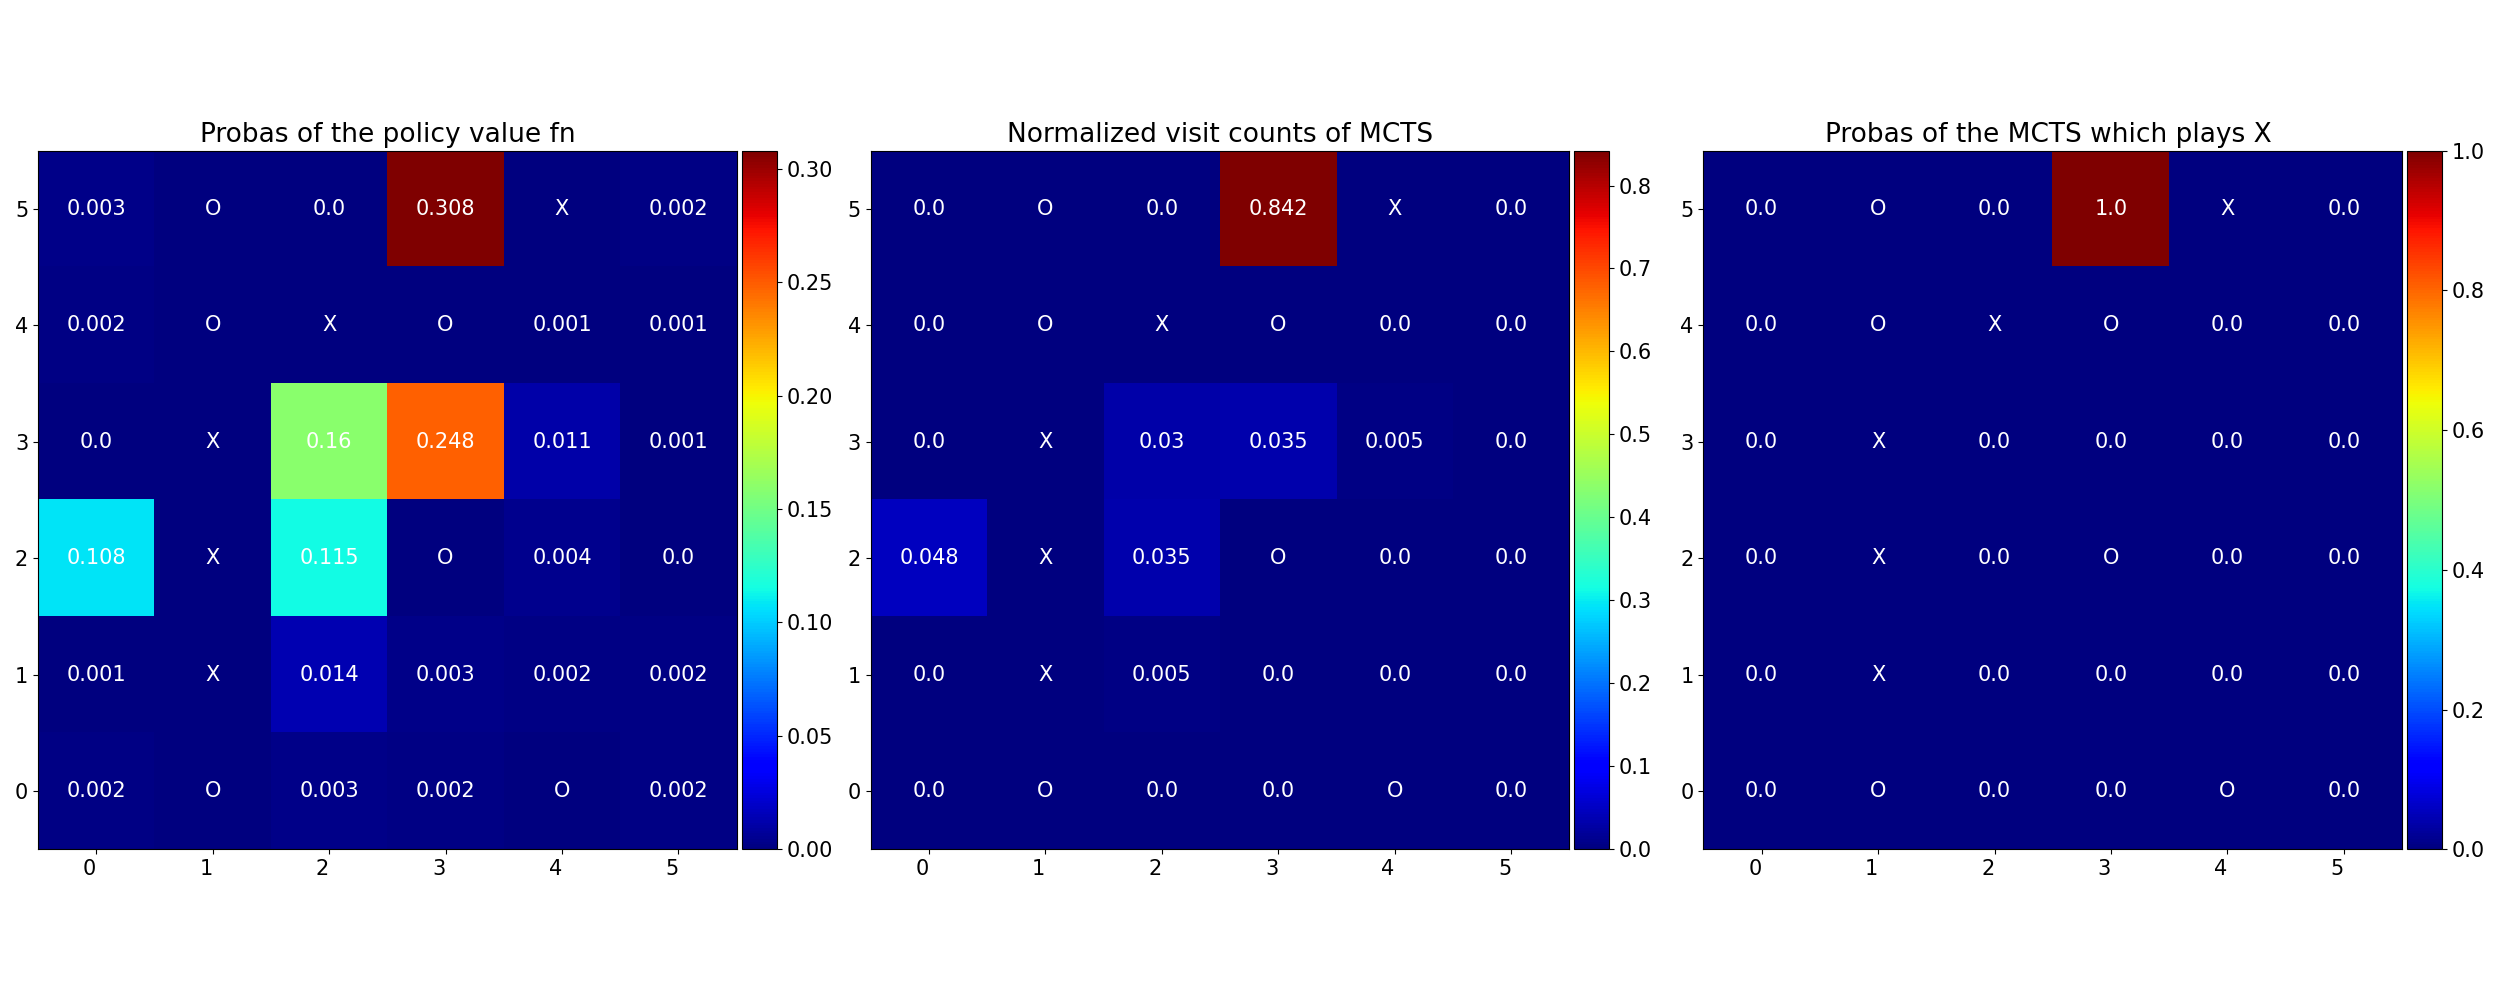 Probas of the policy value fn
5 0.003 O 0.0 0.308 X 0.002
4 0.002 O X O 0.001 0.001
3 0.0 X 0.16 0.248 0.011 0.001
2 0.108 X 0.115 O 0.004 0.0
1 0.001 X 0.014 0.003 0.002 0.002
0 0.002 O 0.003 0.002 O 0.002
0 1 2 3 4 5
0.30
0.25
0.20
0.15
0.10
0.05
0.00
Normalized visit counts of MCTS
5 0.0 O 0.0 0.842 X 0.0
4 0.0 O X O 0.0 0.0
3 0.0 X 0.03 0.035 0.005 0.0
2 0.048 X 0.035 O 0.0 0.0
1 0.0 X 0.005 0.0 0.0 0.0
0 0.0 O 0.0 0.0 O 0.0
0 1 2 3 4 5
0.8
0.7
0.6
0.5
0.4
0.3
0.2
0.1
0.0
Probas of the MCTS which plays X
5 0.0 O 0.0 1.0 X 0.0
4 0.0 O X O 0.0 0.0
3 0.0 X 0.0 0.0 0.0 0.0
2 0.0 X 0.0 O 0.0 0.0
1 0.0 X 0.0 0.0 0.0 0.0
0 0.0 O 0.0 0.0 O 0.0
0 1 2 3 4 5
1.0
0.8
0.6
0.4
0.2
0.0